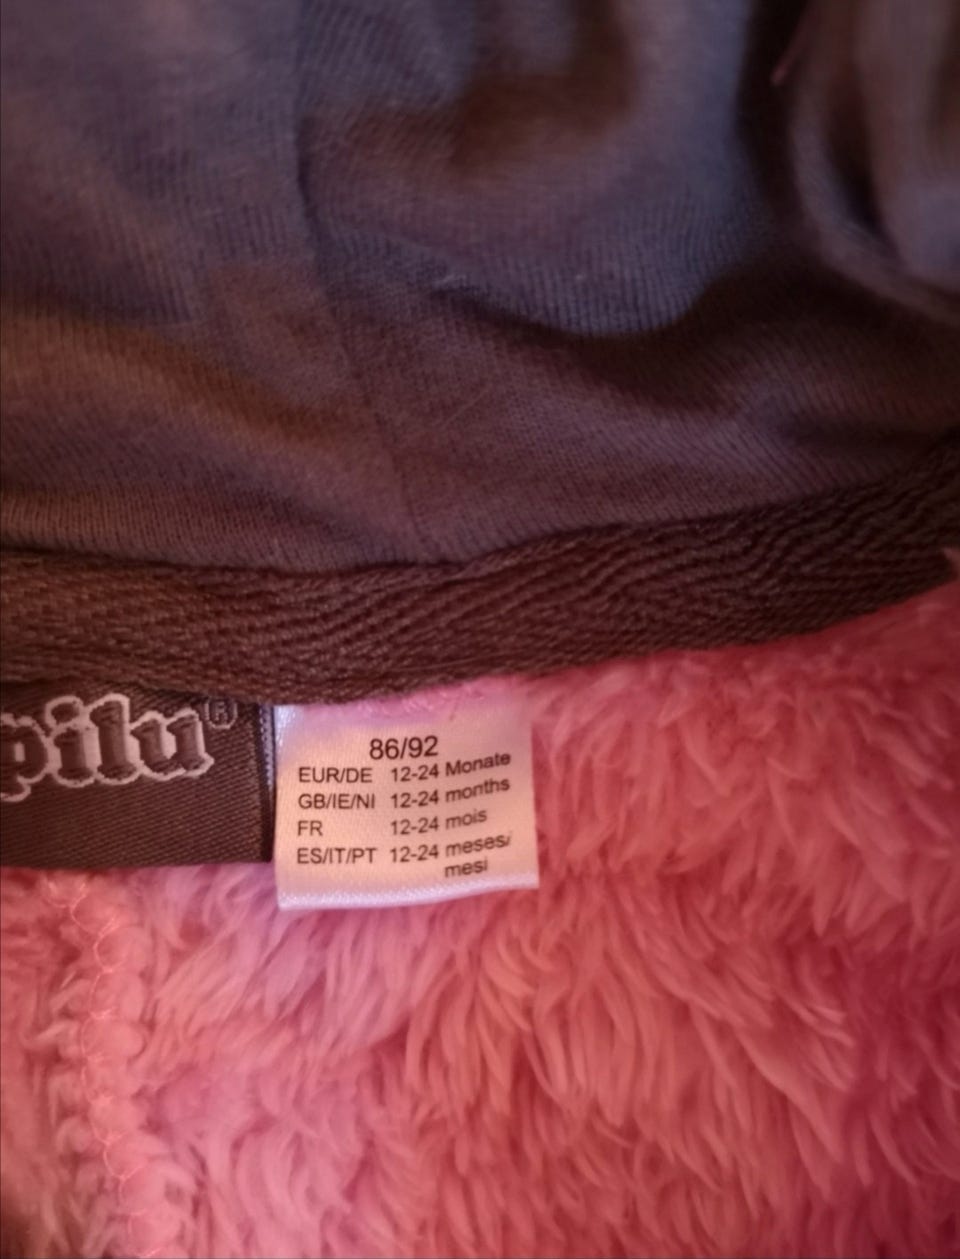 pilu®
86/92
EUR/DE 12-24 Monate
GB/IE/NI 12-24 months
FR 12-24 mois
ES/IT/PT 12-24 meses/
mesi